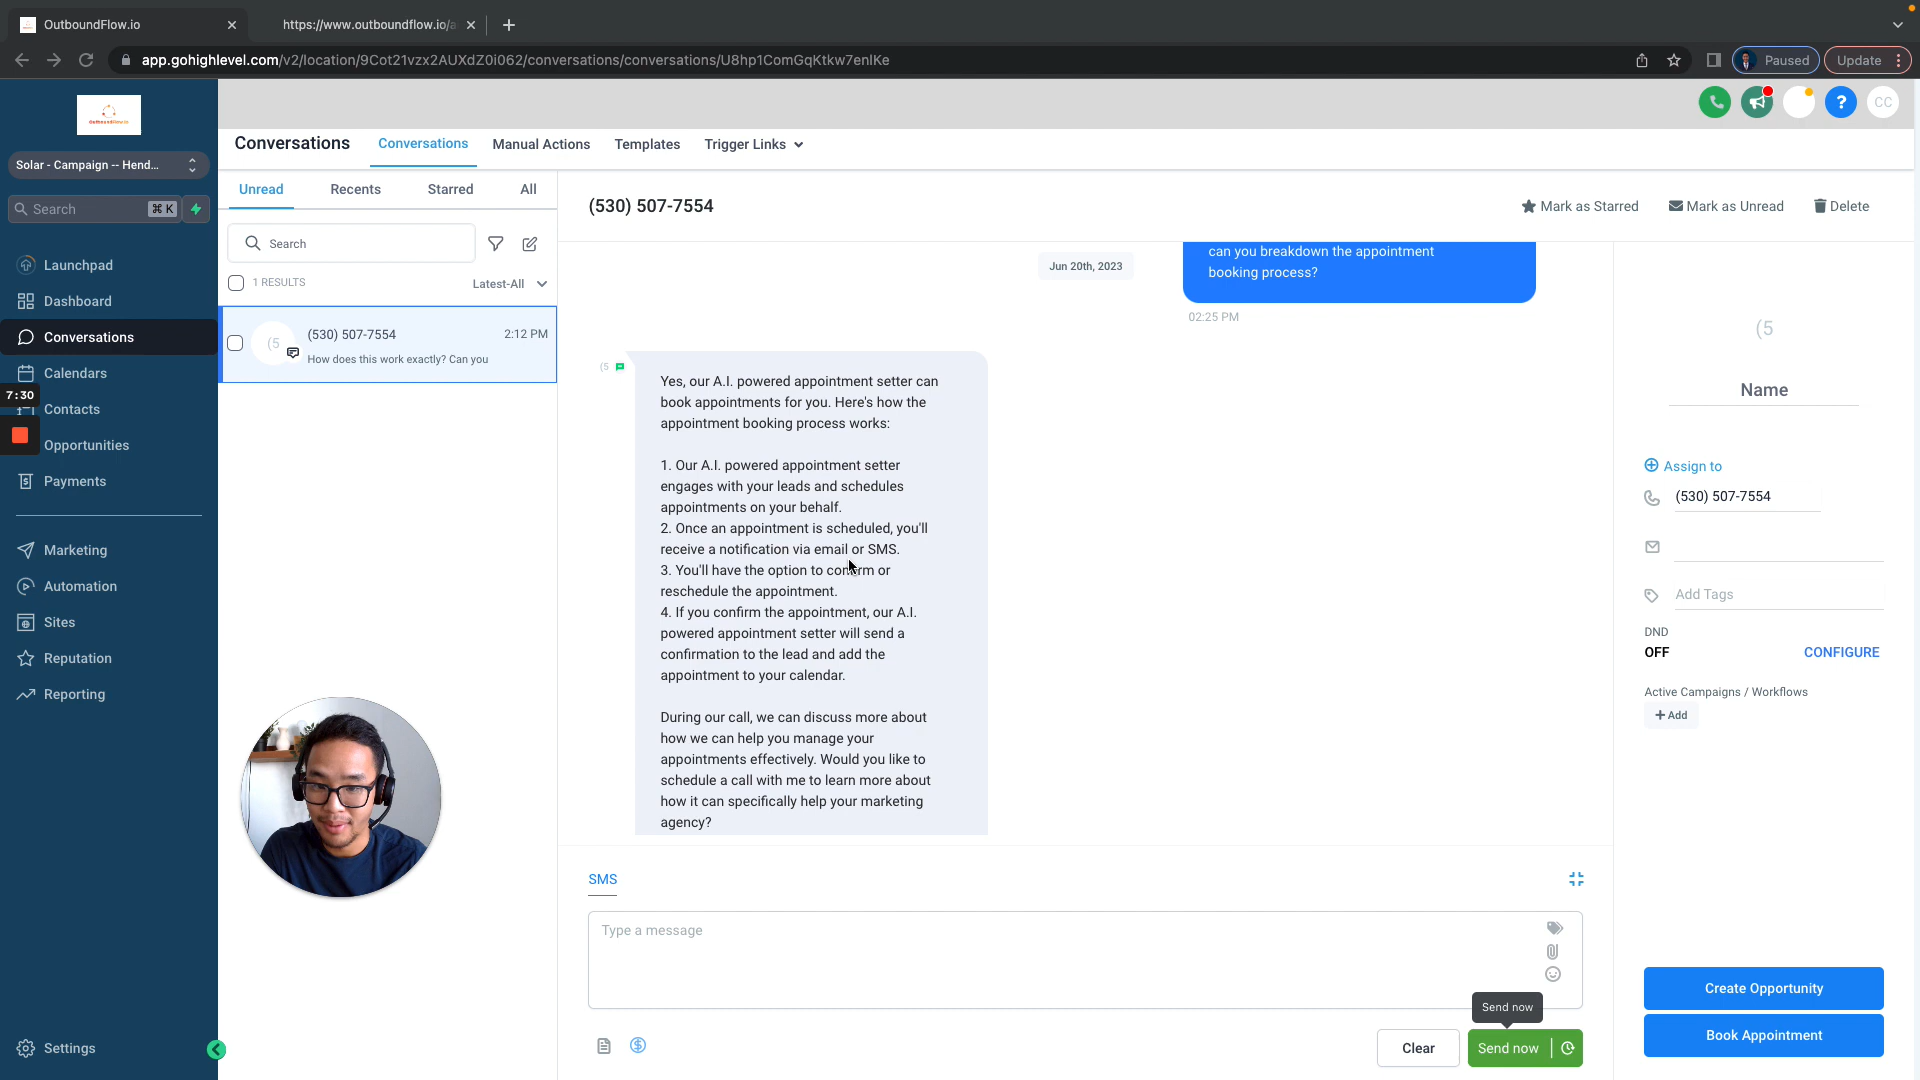 OutboundFlow.io
https://www.outboundflow.io/a
app.gohighlevel.com/v2/location/9Cot21vzx2AUXdZ0i062/conversations/conversations/U8hp1ComGqKtkw7enlKe
Paused
Update
OutboundFlow.io
Solar - Campaign -- Hend...
Search
⌘ K
Launchpad
Dashboard
Conversations
Calendars
7:30
Contacts
Opportunities
Payments
Marketing
Automation
Sites
Reputation
Reporting
Settings
CC
Conversations
Conversations
Manual Actions
Templates
Trigger Links
Unread
Recents
Starred
All
Search
1 RESULTS
Latest-All
(5
(530) 507-7554
2:12 PM
How does this work exactly? Can you
(530) 507-7554
Mark as Starred
Mark as Unread
Delete
Jun 20th, 2023
can you breakdown the appointment
booking process?
02:25 PM
(5
Yes, our A.I. powered appointment setter can
book appointments for you. Here's how the
appointment booking process works:
1. Our A.I. powered appointment setter
engages with your leads and schedules
appointments on your behalf.
2. Once an appointment is scheduled, you'll
receive a notification via email or SMS.
3. You'll have the option to confirm or
reschedule the appointment.
4. If you confirm the appointment, our A.I.
powered appointment setter will send a
confirmation to the lead and add the
appointment to your calendar.
During our call, we can discuss more about
how we can help you manage your
appointments effectively. Would you like to
schedule a call with me to learn more about
how it can specifically help your marketing
agency?
SMS
Type a message
Send now
Clear
Send now
(5
Name
Assign to
(530) 507-7554
Add Tags
DND
OFF
CONFIGURE
Active Campaigns / Workflows
+ Add
Create Opportunity
Book Appointment